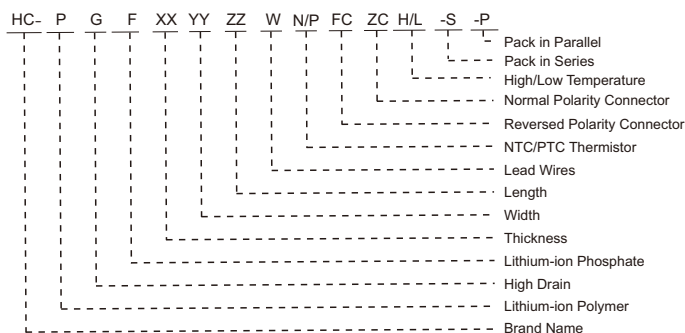 HC- P G F XX YY ZZ W N/P FC ZC H/L -S -P
Pack in Parallel
Pack in Series
High/Low Temperature
Normal Polarity Connector
Reversed Polarity Connector
NTC/PTC Thermistor
Lead Wires
Length
Width
Thickness
Lithium-ion Phosphate
High Drain
Lithium-ion Polymer
Brand Name